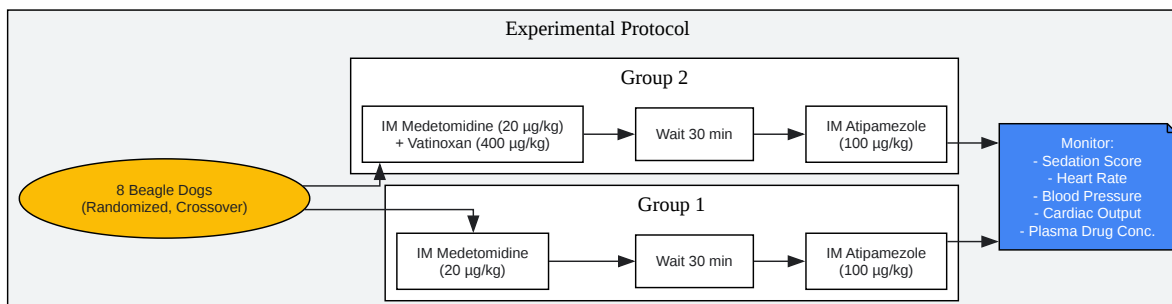 Experimental Protocol
Group 2
IM Medetomidine (20 µg/kg)
+ Vatinoxan (400 µg/kg)
Wait 30 min
IM Atipamezole
(100 µg/kg)
8 Beagle Dogs
(Randomized, Crossover)
Group 1
IM Medetomidine
(20 µg/kg)
Wait 30 min
IM Atipamezole
(100 µg/kg)
Monitor:
- Sedation Score
- Heart Rate
- Blood Pressure
- Cardiac Output
- Plasma Drug Conc.